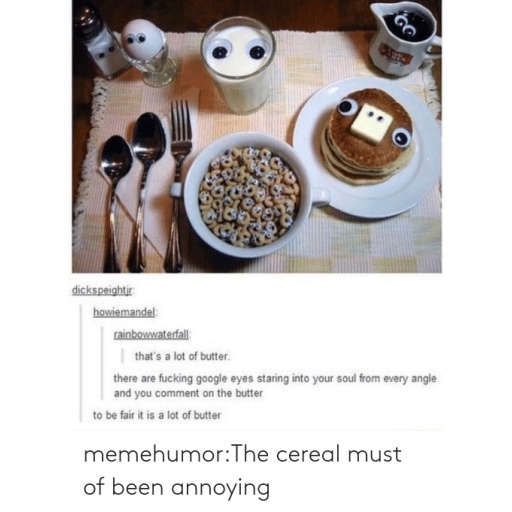 dickspeightjr:
howiemandel:
rainbowwaterfall:
that's a lot of butter.
there are fucking google eyes staring into your soul from every angle
and you comment on the butter
to be fair it is a lot of butter
memehumor:The cereal must
of been annoying